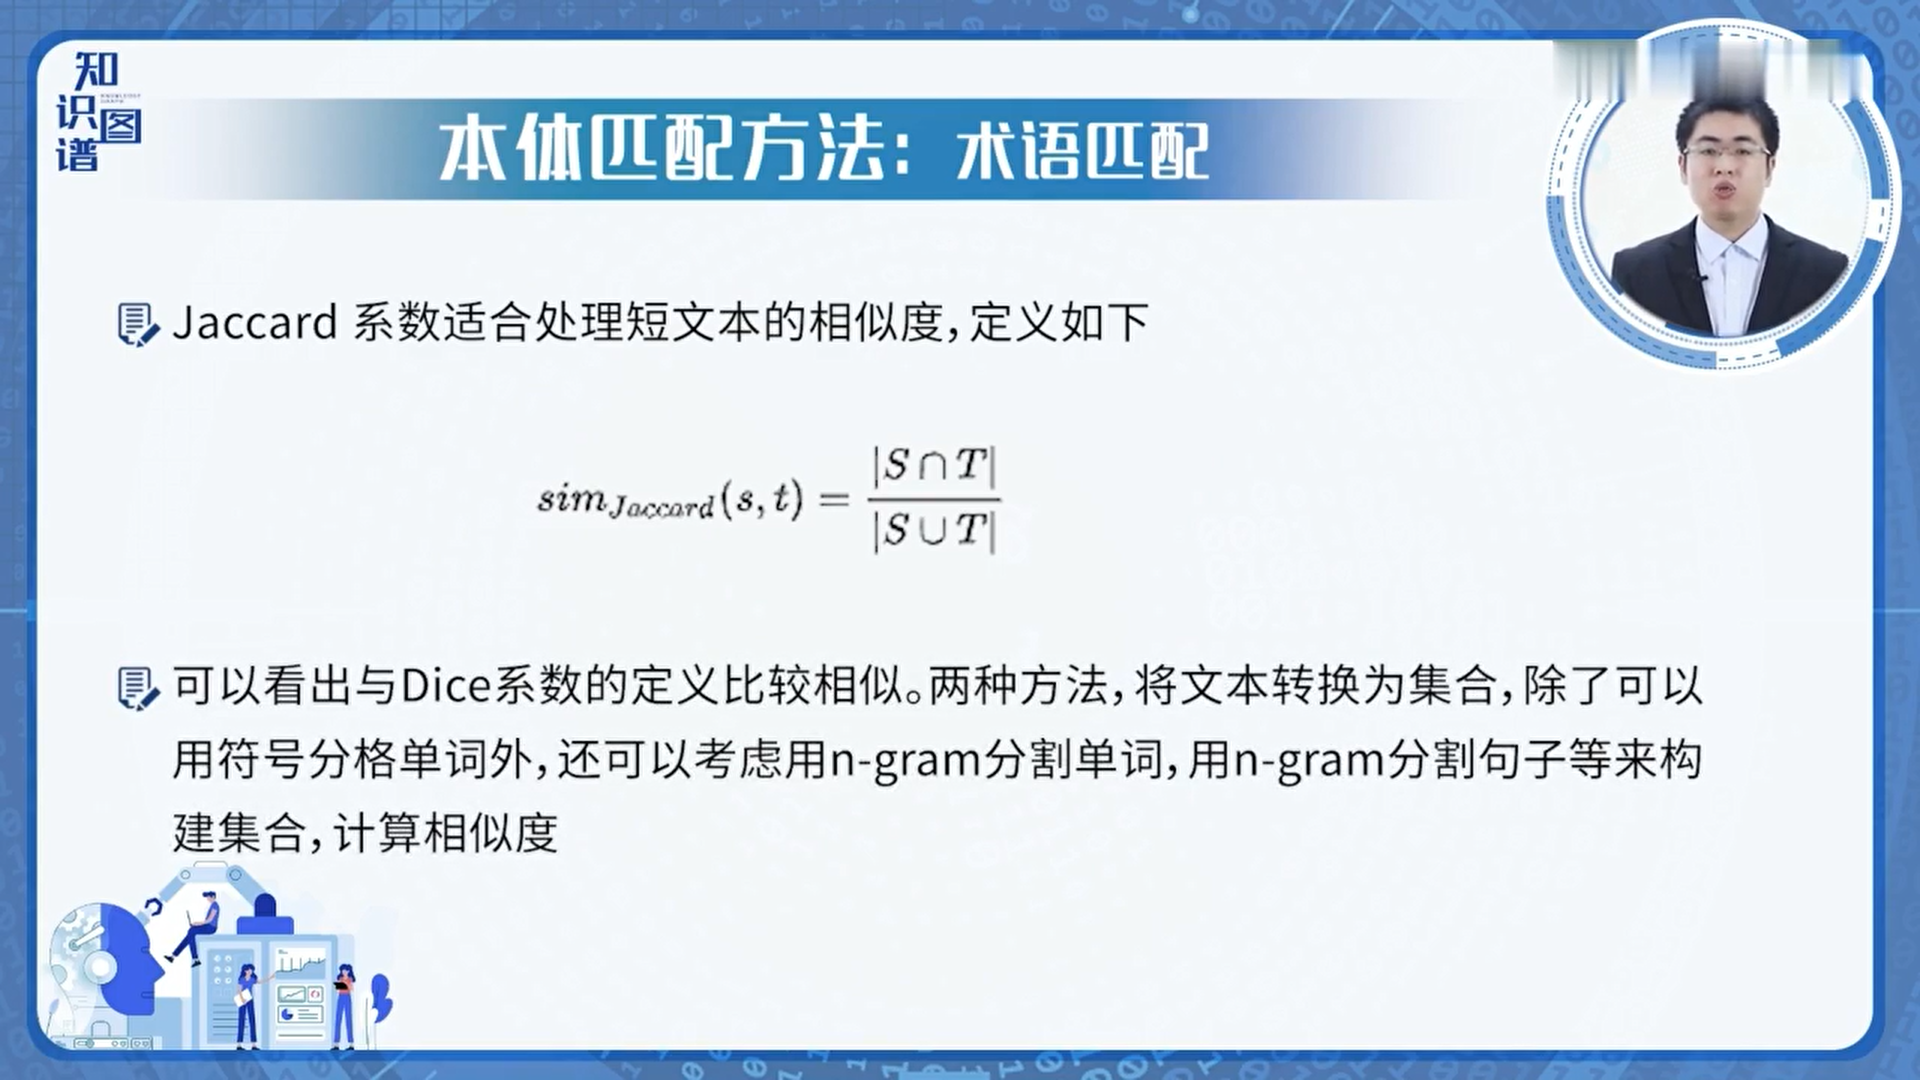 知识图谱
本体匹配方法：术语匹配
Jaccard 系数适合处理短文本的相似度，定义如下
sim_Jaccard(s, t) = |S ∩ T| / |S ∪ T|
可以看出与Dice系数的定义比较相似。两种方法，将文本转换为集合，除了可以
用符号分格单词外，还可以考虑用n-gram分割单词，用n-gram分割句子等来构
建集合，计算相似度